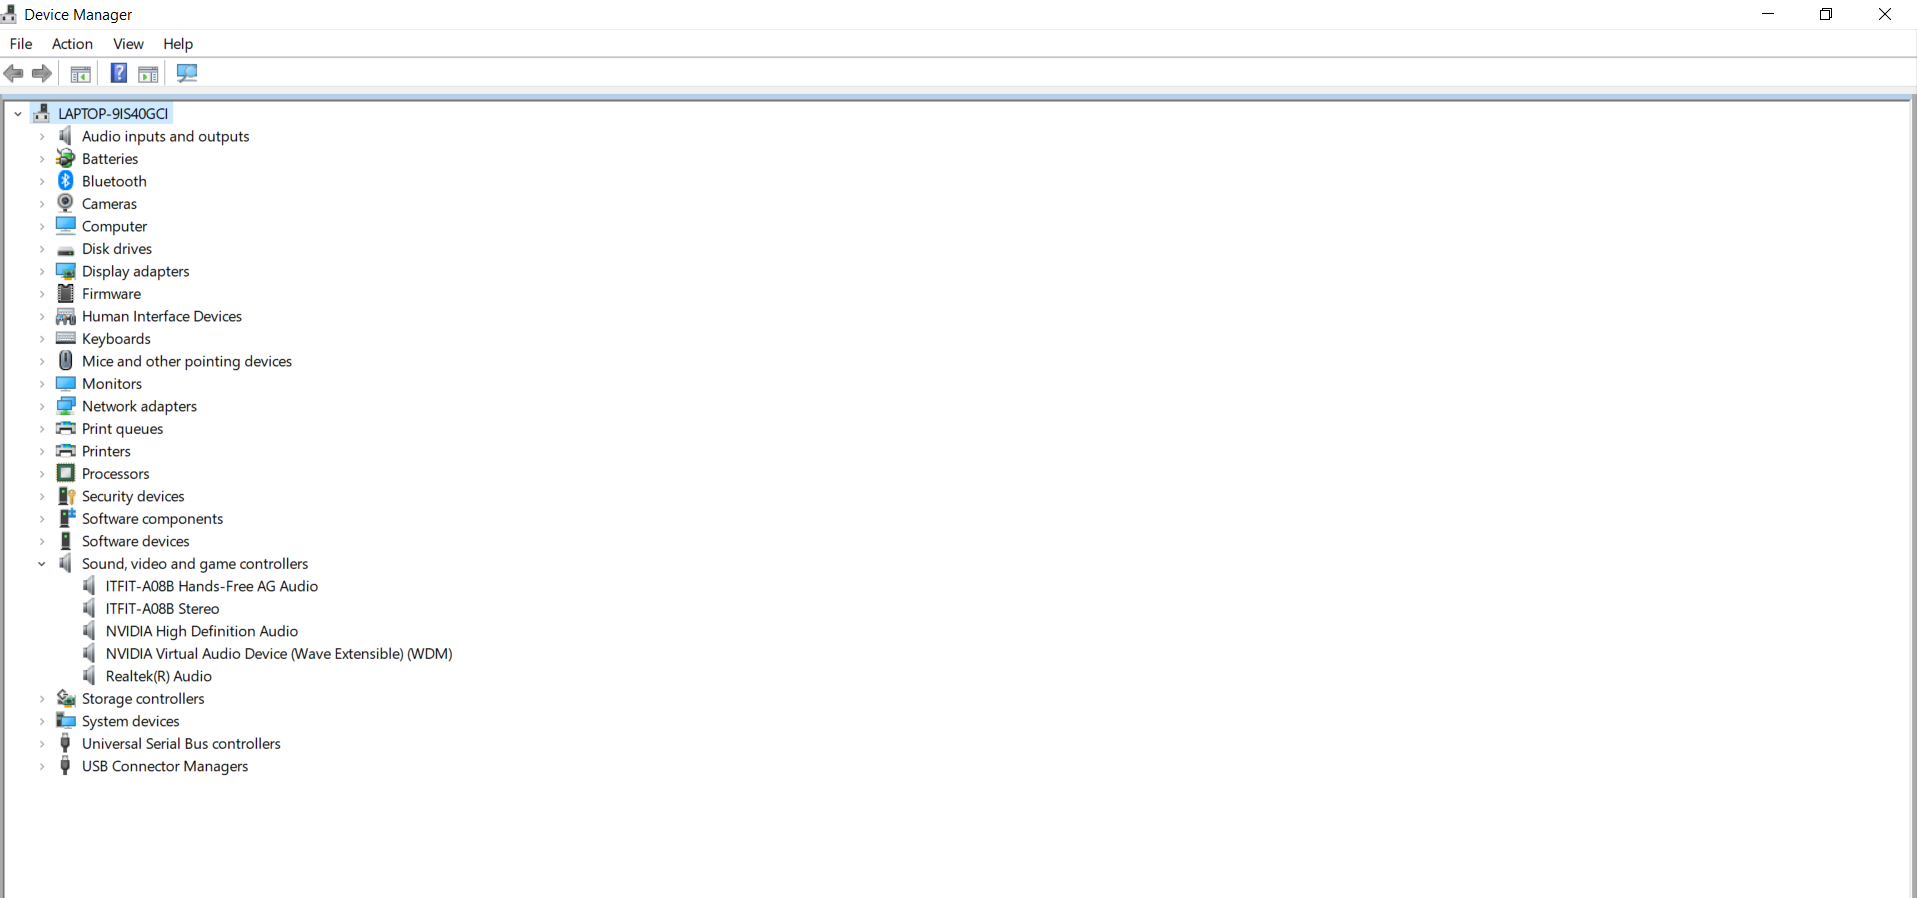 Device Manager
File Action View Help
?
LAPTOP-9IS40GCI
Audio inputs and outputs
Batteries
Bluetooth
Cameras
Computer
Disk drives
Display adapters
Firmware
Human Interface Devices
Keyboards
Mice and other pointing devices
Monitors
Network adapters
Print queues
Printers
Processors
Security devices
Software components
Software devices
Sound, video and game controllers
ITFIT-A08B Hands-Free AG Audio
ITFIT-A08B Stereo
NVIDIA High Definition Audio
NVIDIA Virtual Audio Device (Wave Extensible) (WDM)
Realtek(R) Audio
Storage controllers
System devices
Universal Serial Bus controllers
USB Connector Managers